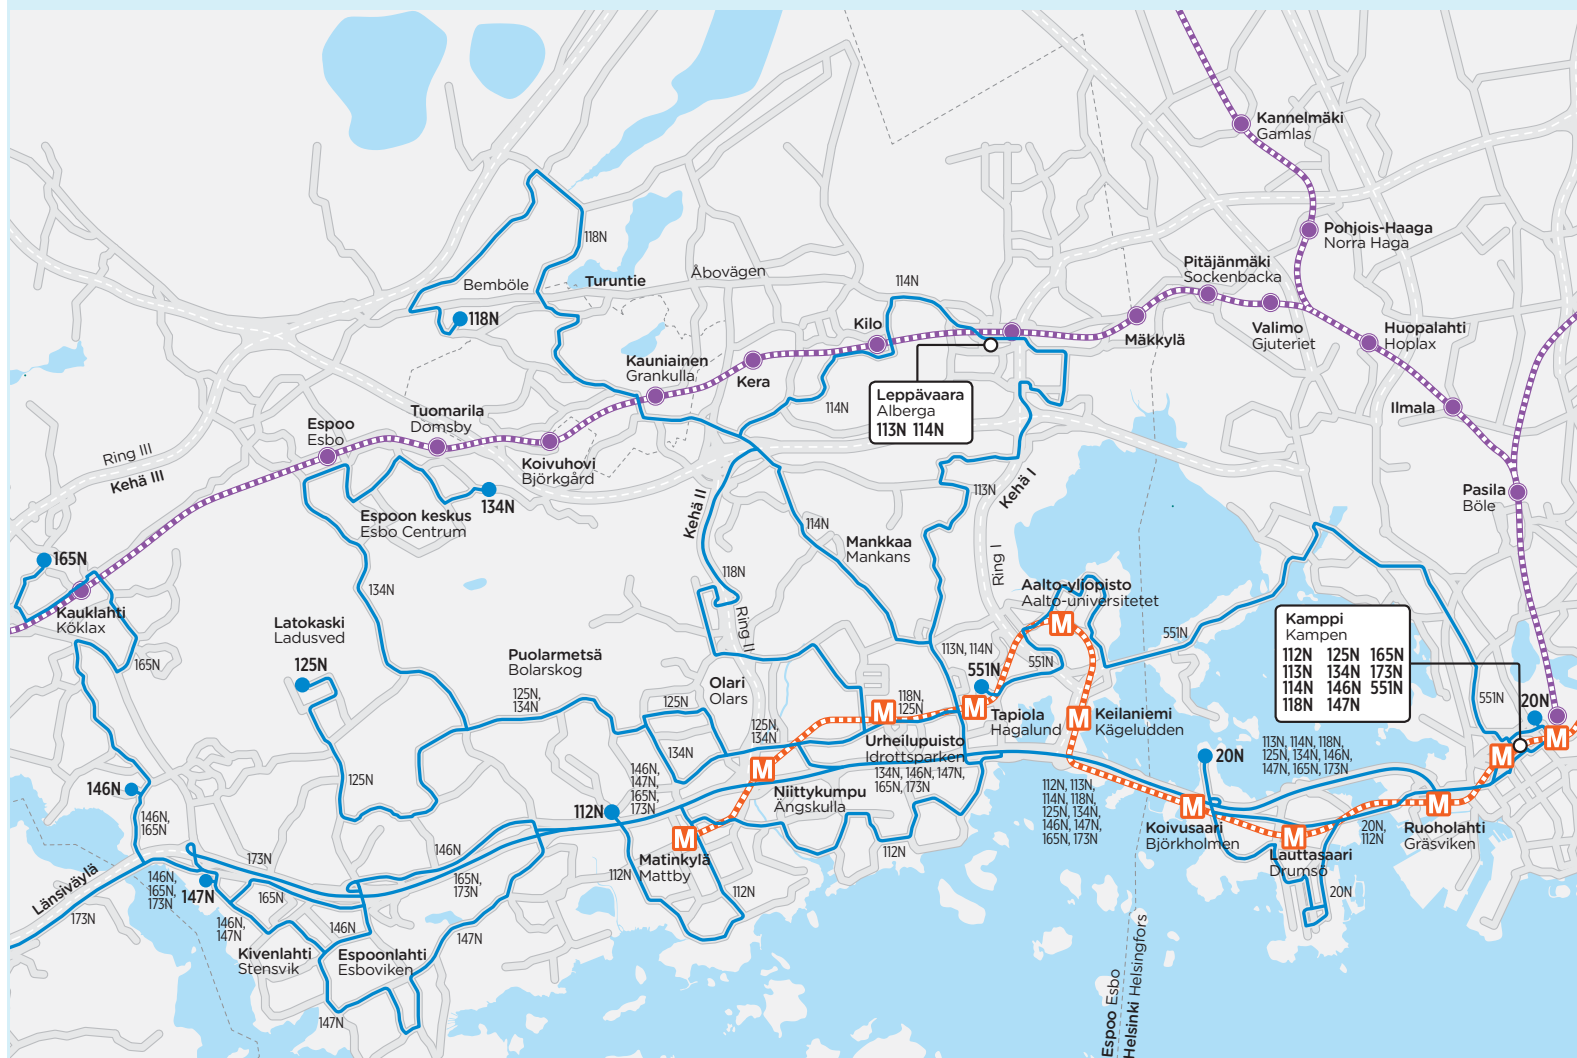 Kannelmäki
Gamlas
Pohjois-Haaga
Norra Haga
118N
Pitäjänmäki
Sockenbacka
Bemböle
Turuntie
Åbovägen
114N
118N
Kilo
Mäkkylä
Valimo
Gjuteriet
Huopalahti
Hoplax
Kauniainen
Grankulla
Kera
Leppävaara
Alberga
113N 114N
114N
Ilmala
Tuomarila
Domsby
Espoo
Esbo
Ring III
Kehä III
Koivuhovi
Björkgård
134N
Espoon keskus
Esbo Centrum
Kehä II
113N
Kehä I
Pasila
Böle
114N
Mankkaa
Mankans
Ring I
165N
118N
134N
Aalto-yliopisto
Aalto-universitetet
Kauklahti
Köklax
Latokaski
Ladusved
Ring II
165N
125N
Puolarmetsä
Bolarskog
113N, 114N
551N
551N
551N
Kamppi
Kampen
112N 125N 165N
113N 134N 173N
114N 146N 551N
118N 147N
Olari
Olars
125N,
134N
125N
118N,
125N
M
M
Tapiola
Hagalund
M
M
Keilaniemi
Kägeludden
551N
20N
125N,
134N
134N
Urheilupuisto
Idrottsparken
134N, 146N, 147N,
165N, 173N
113N, 114N, 118N,
125N, 134N, 146N,
147N, 165N, 173N
M
M
20N
125N
146N,
147N,
165N,
173N
M
Niittykumpu
Ängskulla
146N
112N
112N, 113N,
114N, 118N,
125N, 134N,
146N, 147N,
165N, 173N
M
Koivusaari
Björkholmen
M
Ruoholahti
Gräsviken
20N,
112N
146N,
165N
M
Matinkylä
Mattby
112N
M
Lauttasaari
Drumsö
20N
173N
146N
165N,
173N
112N
112N
Länsiväylä
173N
146N,
165N,
173N
147N
165N
146N,
147N
146N
147N
Kivenlahti
Stensvik
Espoonlahti
Esboviken
147N
Espoo Esbo
Helsinki Helsingfors